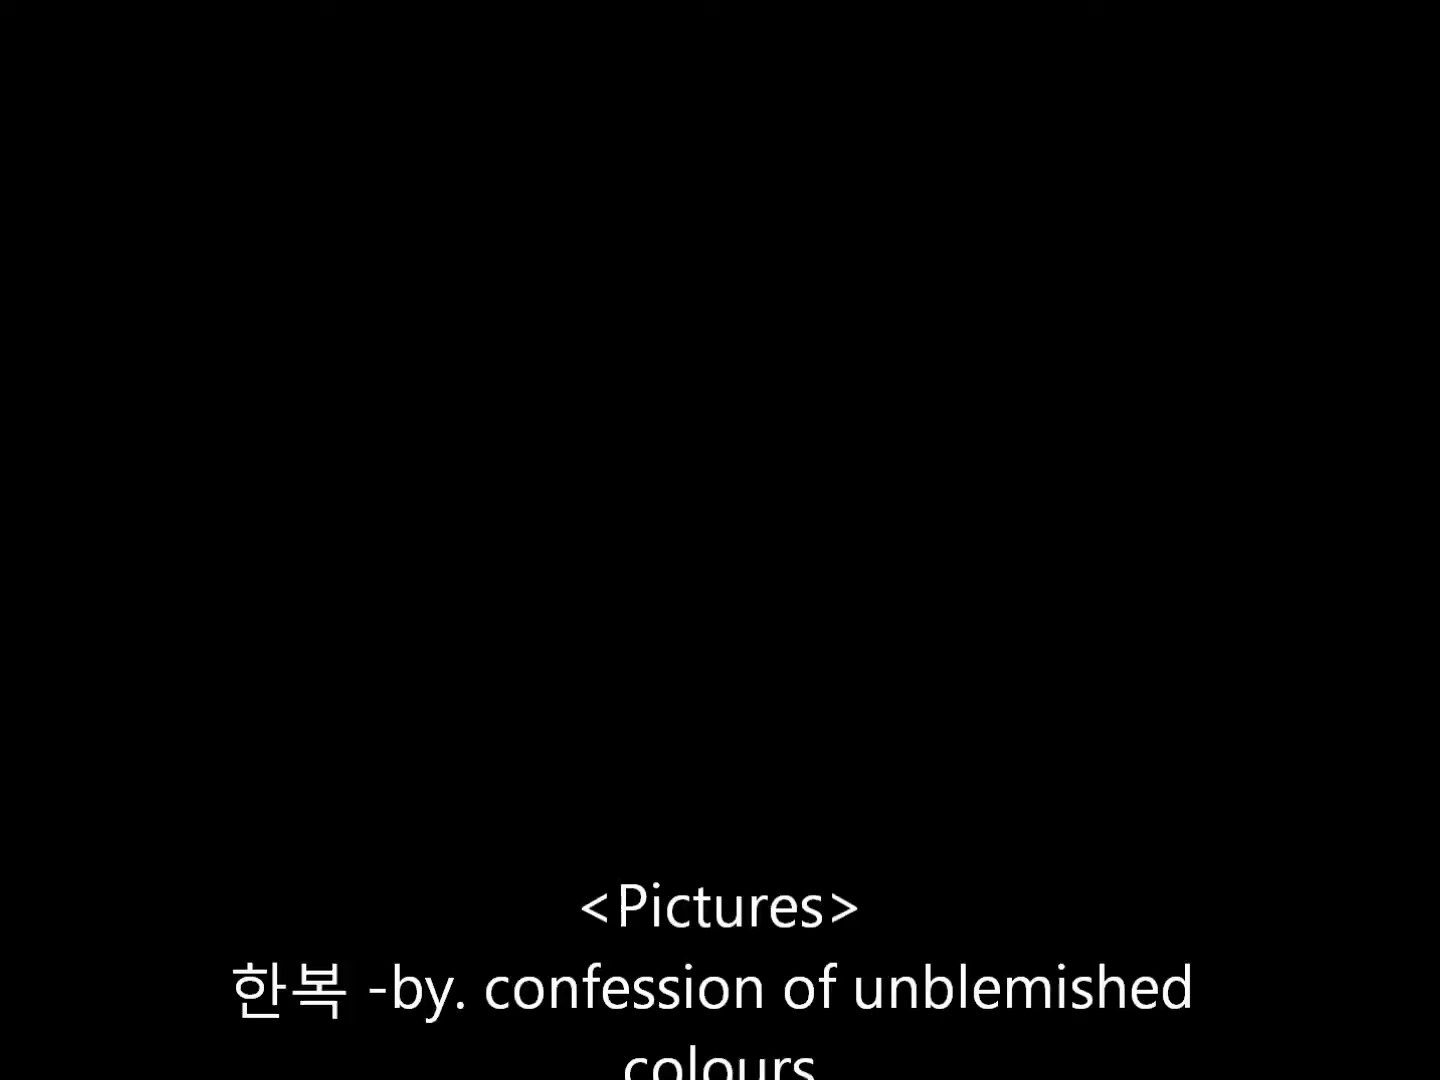 <Pictures>
한복 -by. confession of unblemished
colours